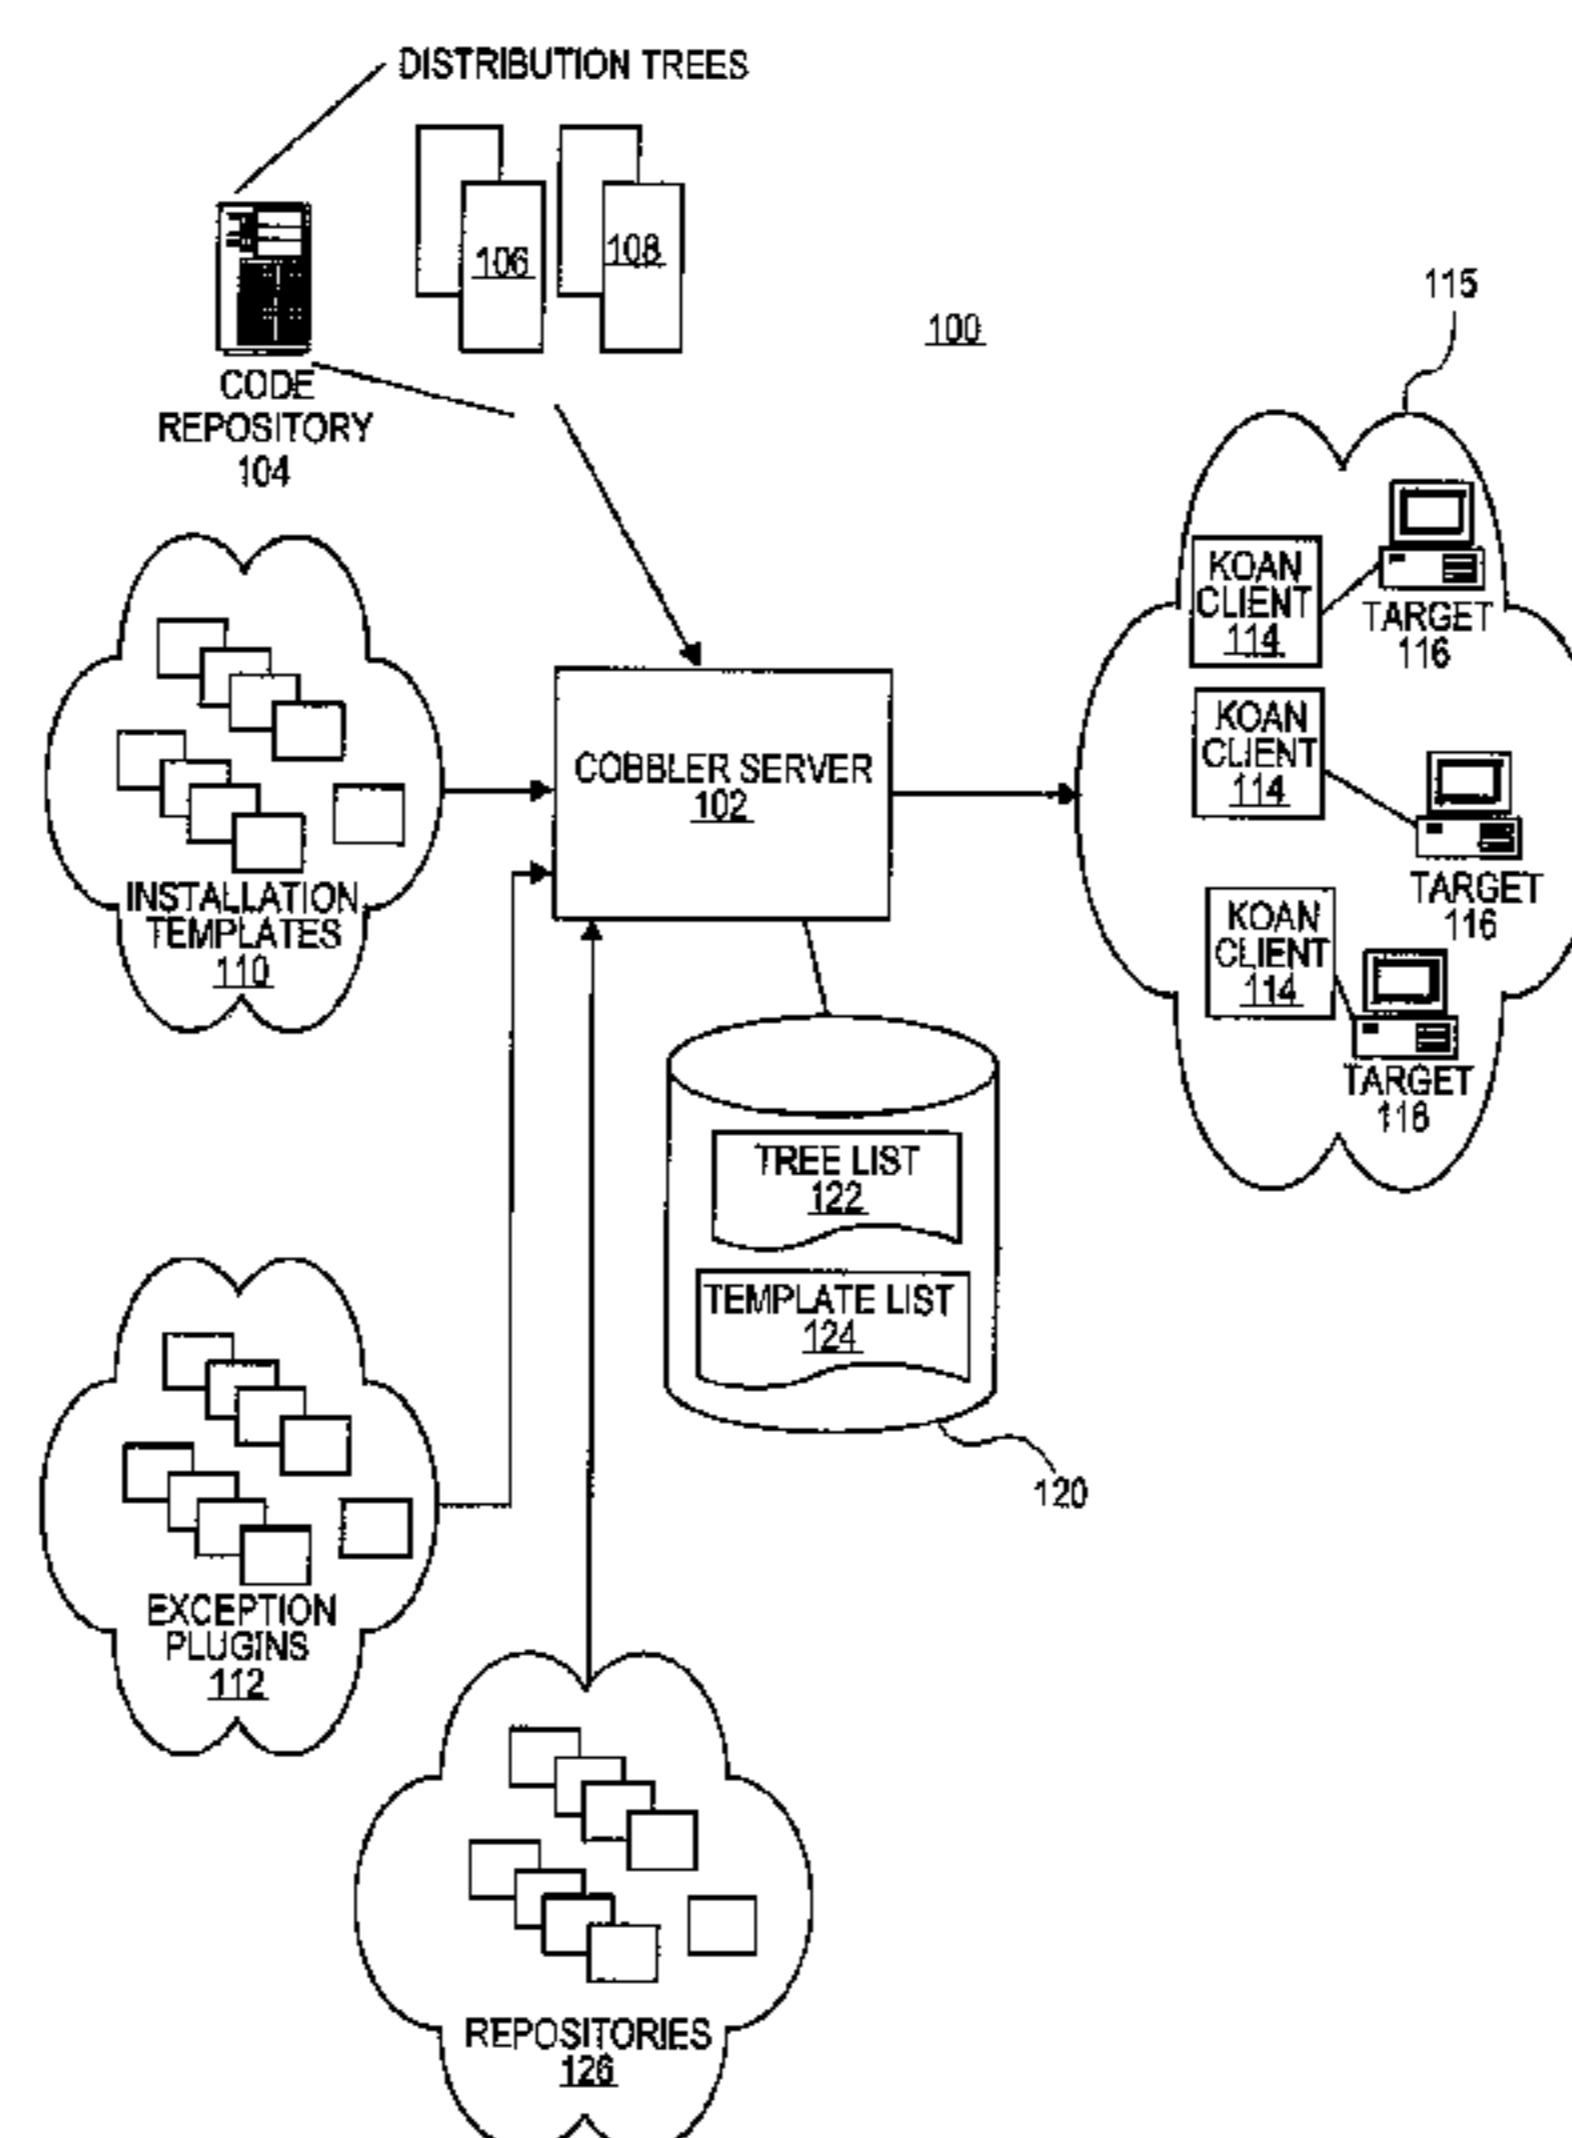 DISTRIBUTION TREES
106
108
100
115
CODE
REPOSITORY
104
KOAN
CLIENT
114
TARGET
116
KOAN
CLIENT
114
TARGET
116
KOAN
CLIENT
114
TARGET
116
COBBLER SERVER
102
INSTALLATION
TEMPLATES
110
TREE LIST
122
TEMPLATE LIST
124
120
EXCEPTION
PLUGINS
112
REPOSITORIES
126